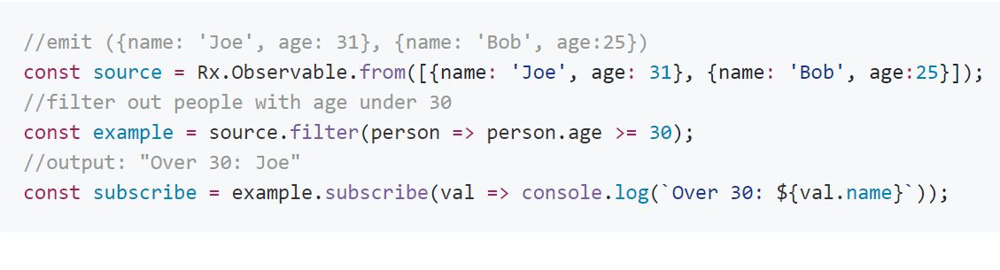 //emit ({name: 'Joe', age: 31}, {name: 'Bob', age:25})
const source = Rx.Observable.from([{name: 'Joe', age: 31}, {name: 'Bob', age:25}]);
//filter out people with age under 30
const example = source.filter(person => person.age >= 30);
//output: "Over 30: Joe"
const subscribe = example.subscribe(val => console.log(`Over 30: ${val.name}`));